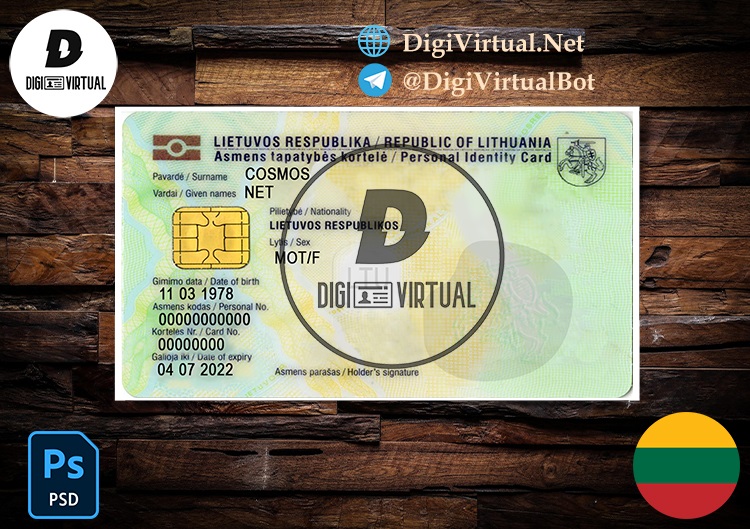 D
DIGI VIRTUAL
DigiVirtual.Net
@DigiVirtualBot
LIETUVOS RESPUBLIKA / REPUBLIC OF LITHUANIA
Asmens tapatybės kortelė / Personal Identity Card
Pavardė / Surname COSMOS
Vardai / Given names NET
Pilietybė / Nationality
LIETUVOS RESPUBLIKOS
Lytis / Sex
MOT/F
LTU
D
DIGI VIRTUAL
Gimimo data / Date of birth
11 03 1978
Asmens kodas / Personal No.
00000000000
Kortelės Nr. / Card No.
00000000
Galioja iki / Date of expiry
04 07 2022
Asmens parašas / Holder's signature
Ps
PSD